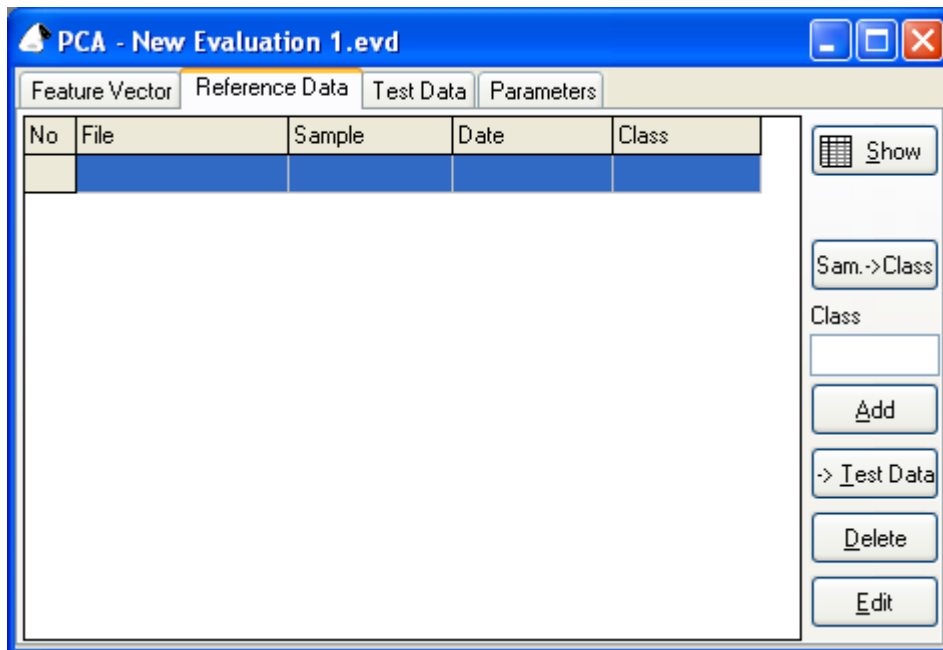 PCA - New Evaluation 1.evd
Feature Vector Reference Data Test Data Parameters
No File Sample Date Class
Show
Sam.->Class
Class
Add
-> Test Data
Delete
Edit